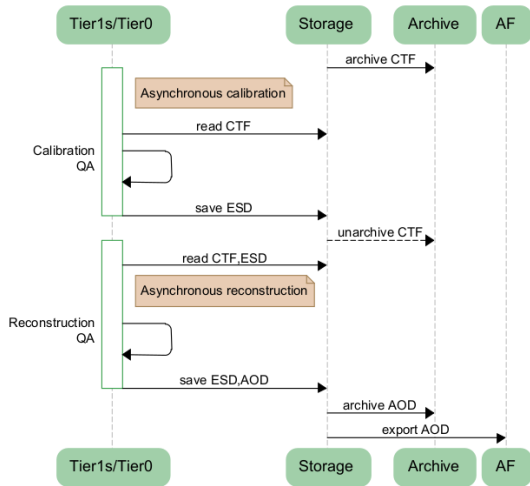 Tier1s/Tier0
Storage
Archive
AF
archive CTF
Asynchronous calibration
read CTF
Calibration
QA
save ESD
unarchive CTF
read CTF,ESD
Asynchronous reconstruction
Reconstruction
QA
save ESD,AOD
archive AOD
export AOD
Tier1s/Tier0
Storage
Archive
AF